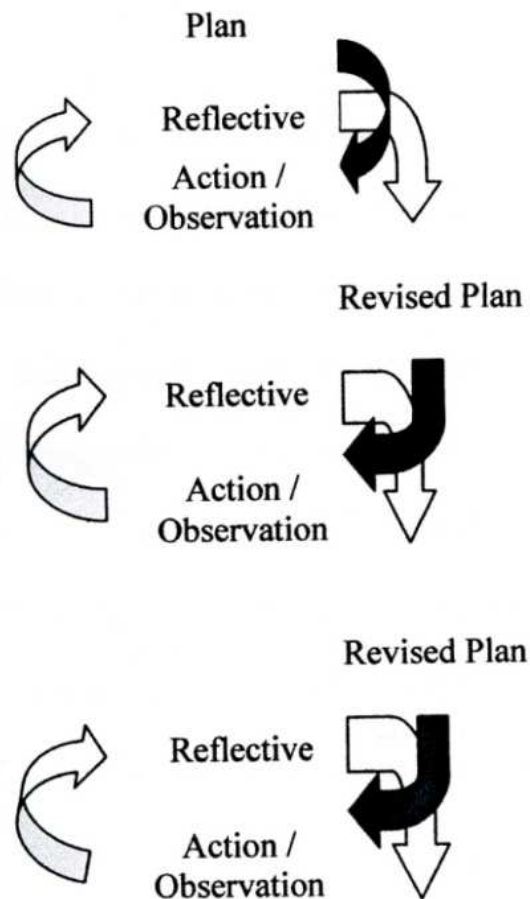 Plan
Reflective
Action /
Observation
Revised Plan
Reflective
Action /
Observation
Revised Plan
Reflective
Action /
Observation